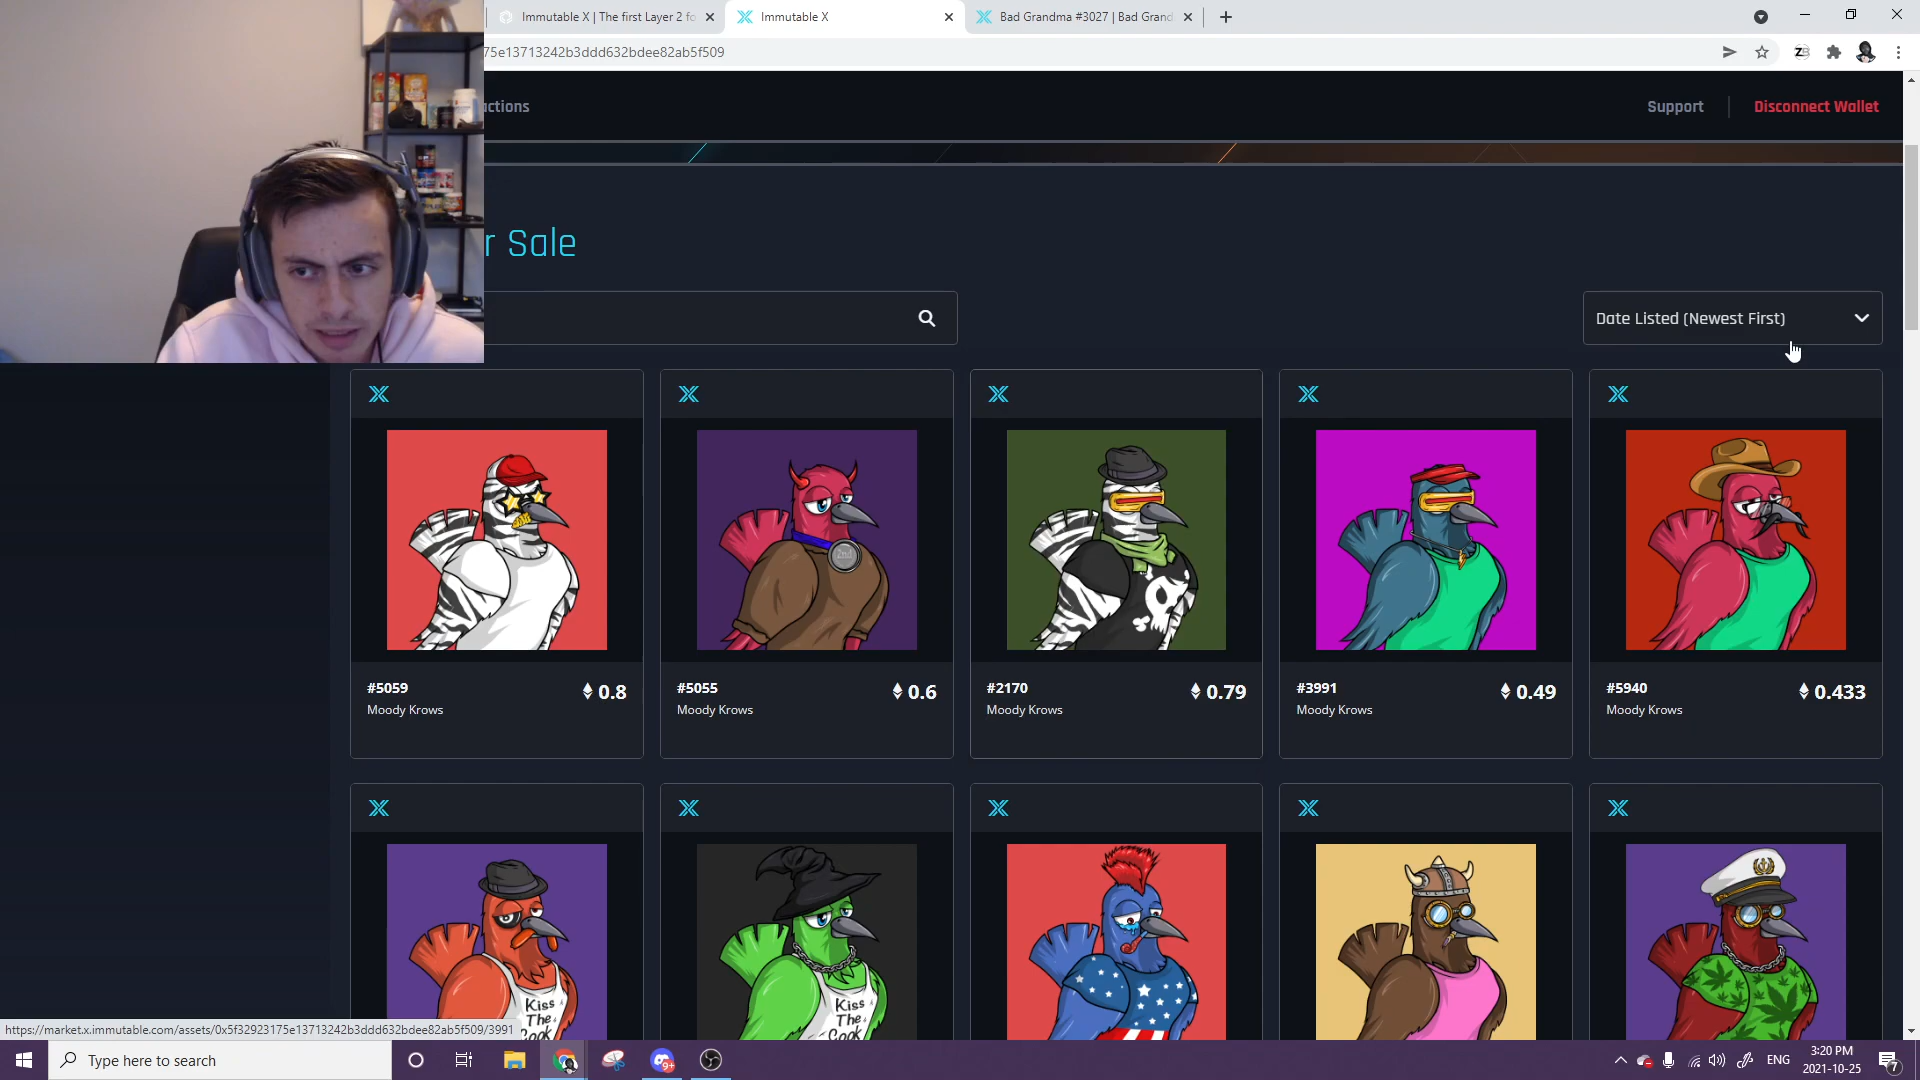 Immutable X | The first Layer 2 fo
Immutable X
Bad Grandma #3027 | Bad Grand
75e13713242b3ddd632bdee82ab5f509
actions
Support
Disconnect Wallet
r Sale
Date Listed (Newest First)
#5059
0.8
Moody Krows
#5055
0.6
Moody Krows
#2170
0.79
Moody Krows
#3991
0.49
Moody Krows
#5940
0.433
Moody Krows
Kiss
The
Cook
Kiss
The
Cook
https://market.x.immutable.com/assets/0x5f32923175e13713242b3ddd632bdee82ab5f509/3991
Type here to search
9+
ENG
3:20 PM
2021-10-25
7